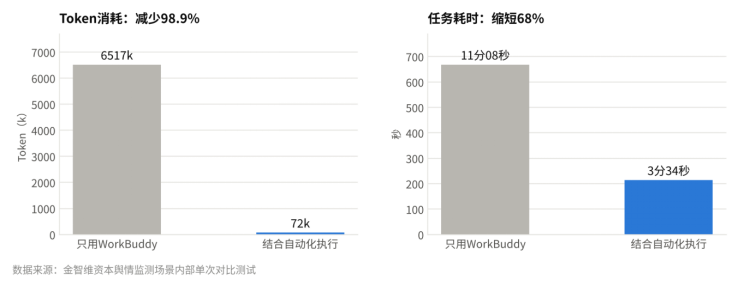 Token消耗：减少98.9%
Token（k）
7000
6000
5000
4000
3000
2000
1000
0
6517k
72k
只用WorkBuddy
结合自动化执行
任务耗时：缩短68%
秒
700
600
500
400
300
200
100
0
11分08秒
3分34秒
只用WorkBuddy
结合自动化执行
数据来源：金智维资本舆情监测场景内部单次对比测试